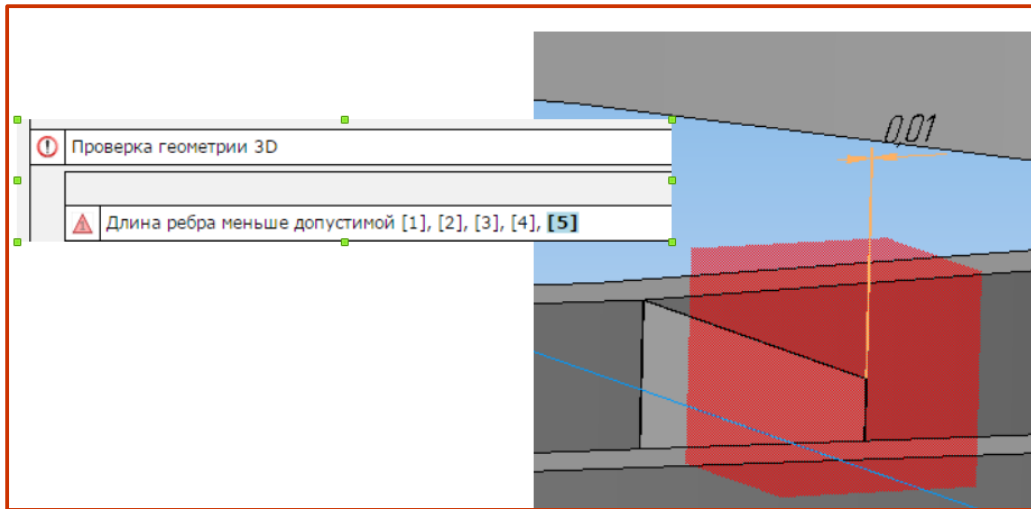 Проверка геометрии 3D
Длина ребра меньше допустимой [1], [2], [3], [4], [5]
0,01